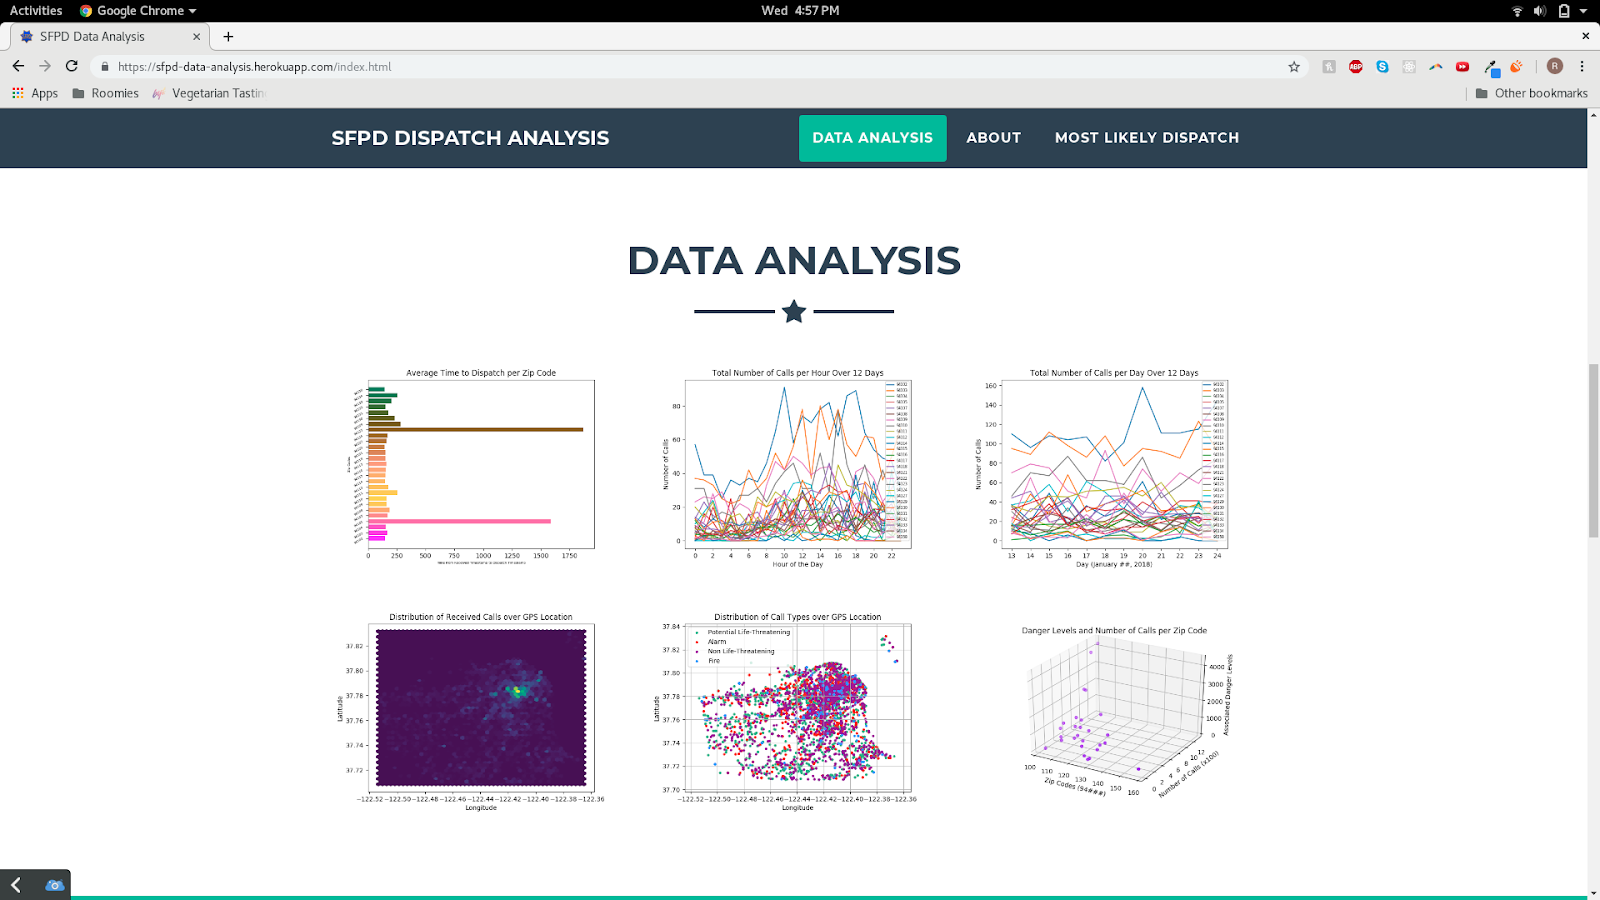 Activities Google Chrome Wed 4:57 PM
SFPD Data Analysis
https://sfpd-data-analysis.herokuapp.com/index.html
ABP R
Apps Roomies Vegetarian Tastin Other bookmarks
SFPD DISPATCH ANALYSIS DATA ANALYSIS ABOUT MOST LIKELY DISPATCH
DATA ANALYSIS
Average Time to Dispatch per Zip Code
0 250 500 750 1000 1250 1500 1750
Total Number of Calls per Hour Over 12 Days
Number of Calls
80
60
40
20
0
0 2 4 6 8 10 12 14 16 18 20 22
Hour of the Day
Total Number of Calls per Day Over 12 Days
Number of Calls
160
140
120
100
80
60
40
20
0
13 14 15 16 17 18 19 20 21 22 23 24
Day (January ##, 2018)
Distribution of Received Calls over GPS Location
Latitude
37.82
37.80
37.78
37.76
37.74
37.72
−122.52 −122.50 −122.48 −122.46 −122.44 −122.42 −122.40 −122.38 −122.36
Longitude
Distribution of Call Types over GPS Location
Potential Life-Threatening
Alarm
Non Life-Threatening
Fire
Latitude
37.84
37.82
37.80
37.78
37.76
37.74
37.72
37.70
−122.52 −122.50 −122.48 −122.46 −122.44 −122.42 −122.40 −122.38 −122.36
Longitude
Danger Levels and Number of Calls per Zip Code
100 110 120 130 140 150 160
Zip Codes (94###)
0 2 4 6 8 10 12
Number of Calls (x100)
4000
3000
2000
1000
0
Associated Danger Levels